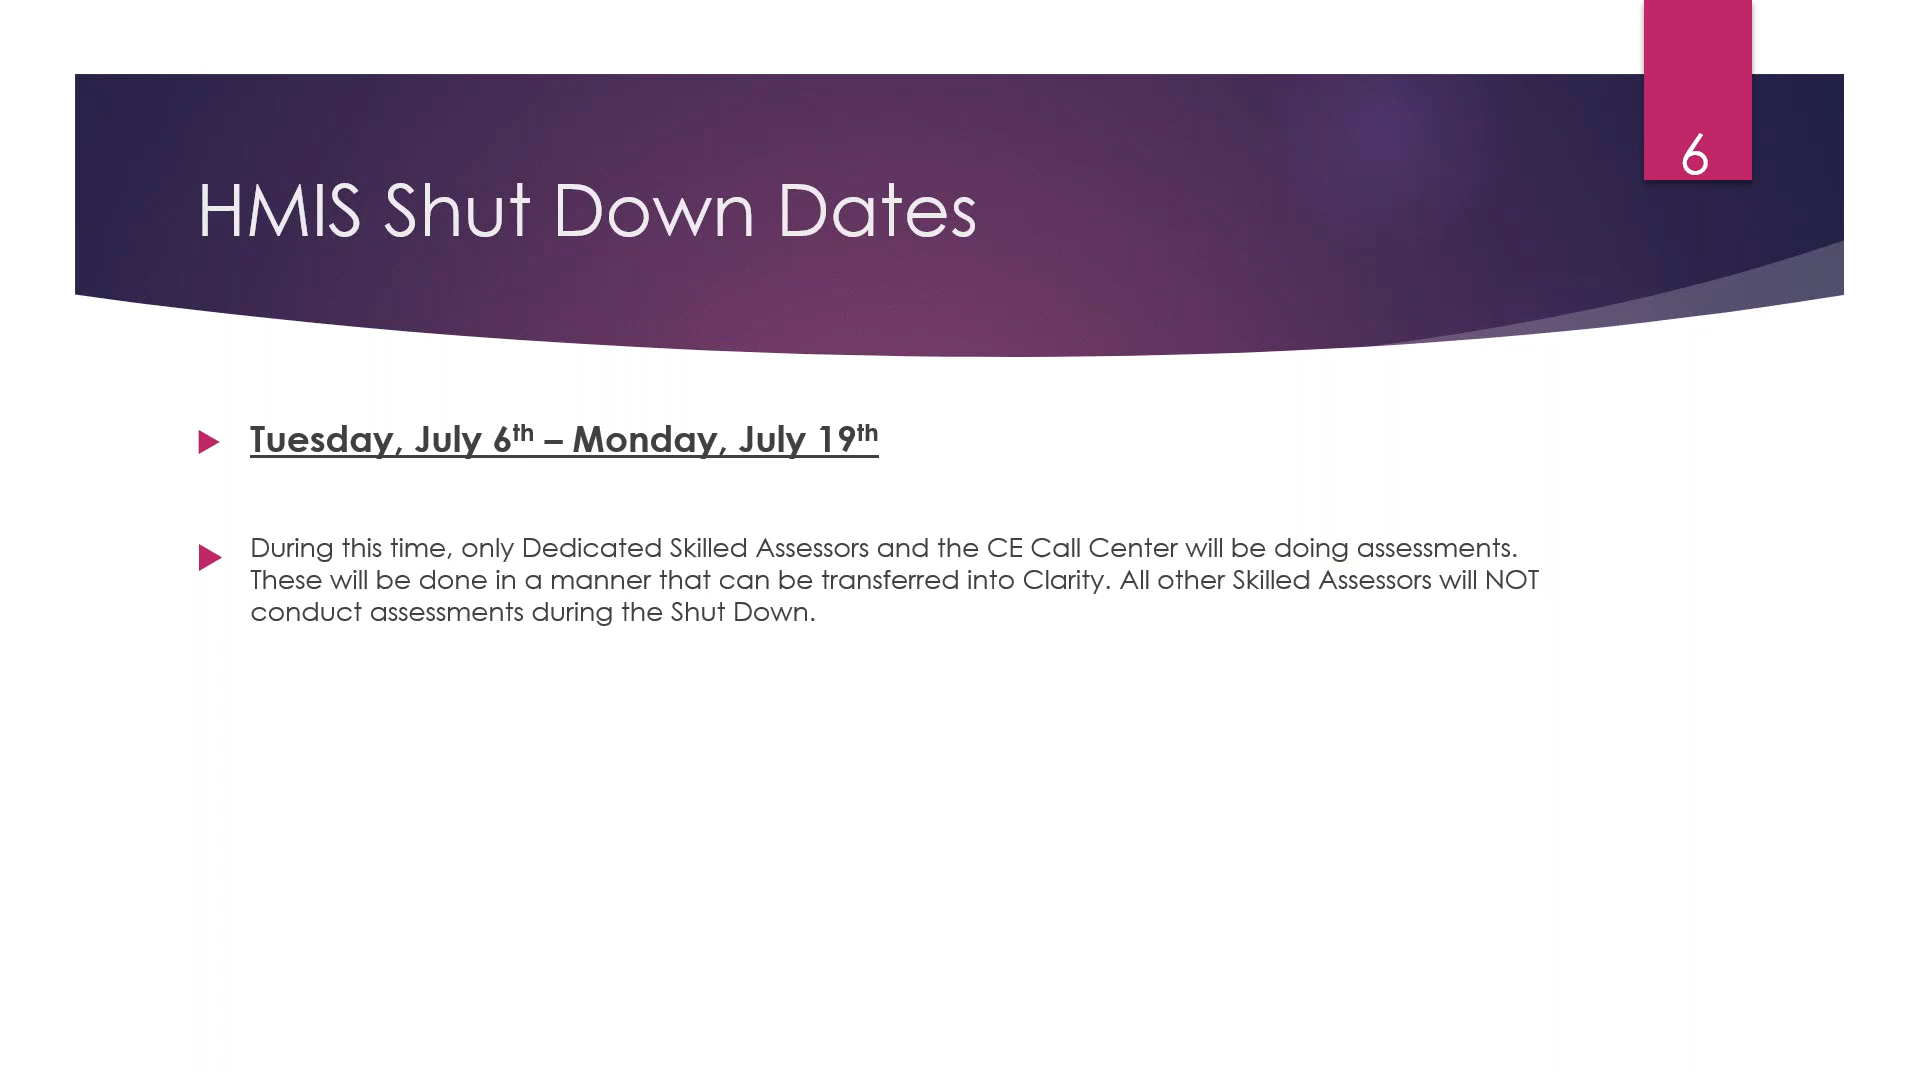 6
HMIS Shut Down Dates
Tuesday, July 6th – Monday, July 19th
During this time, only Dedicated Skilled Assessors and the CE Call Center will be doing assessments.
These will be done in a manner that can be transferred into Clarity. All other Skilled Assessors will NOT
conduct assessments during the Shut Down.